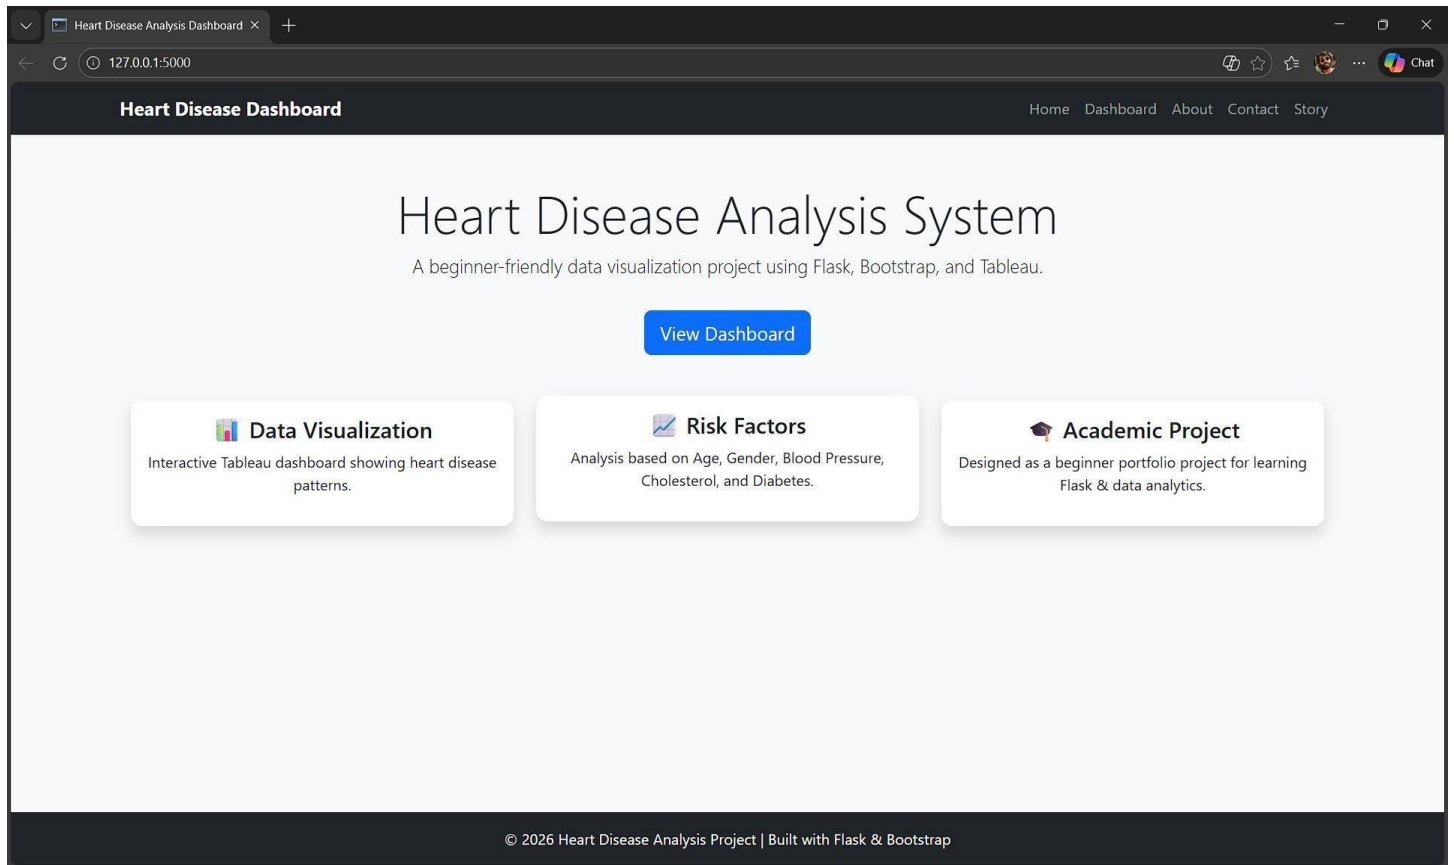 Heart Disease Analysis Dashboard
127.0.0.1:5000
Chat
Heart Disease Dashboard
Home Dashboard About Contact Story
Heart Disease Analysis System
A beginner-friendly data visualization project using Flask, Bootstrap, and Tableau.
View Dashboard
Data Visualization
Interactive Tableau dashboard showing heart disease
patterns.
Risk Factors
Analysis based on Age, Gender, Blood Pressure,
Cholesterol, and Diabetes.
Academic Project
Designed as a beginner portfolio project for learning
Flask & data analytics.
© 2026 Heart Disease Analysis Project | Built with Flask & Bootstrap